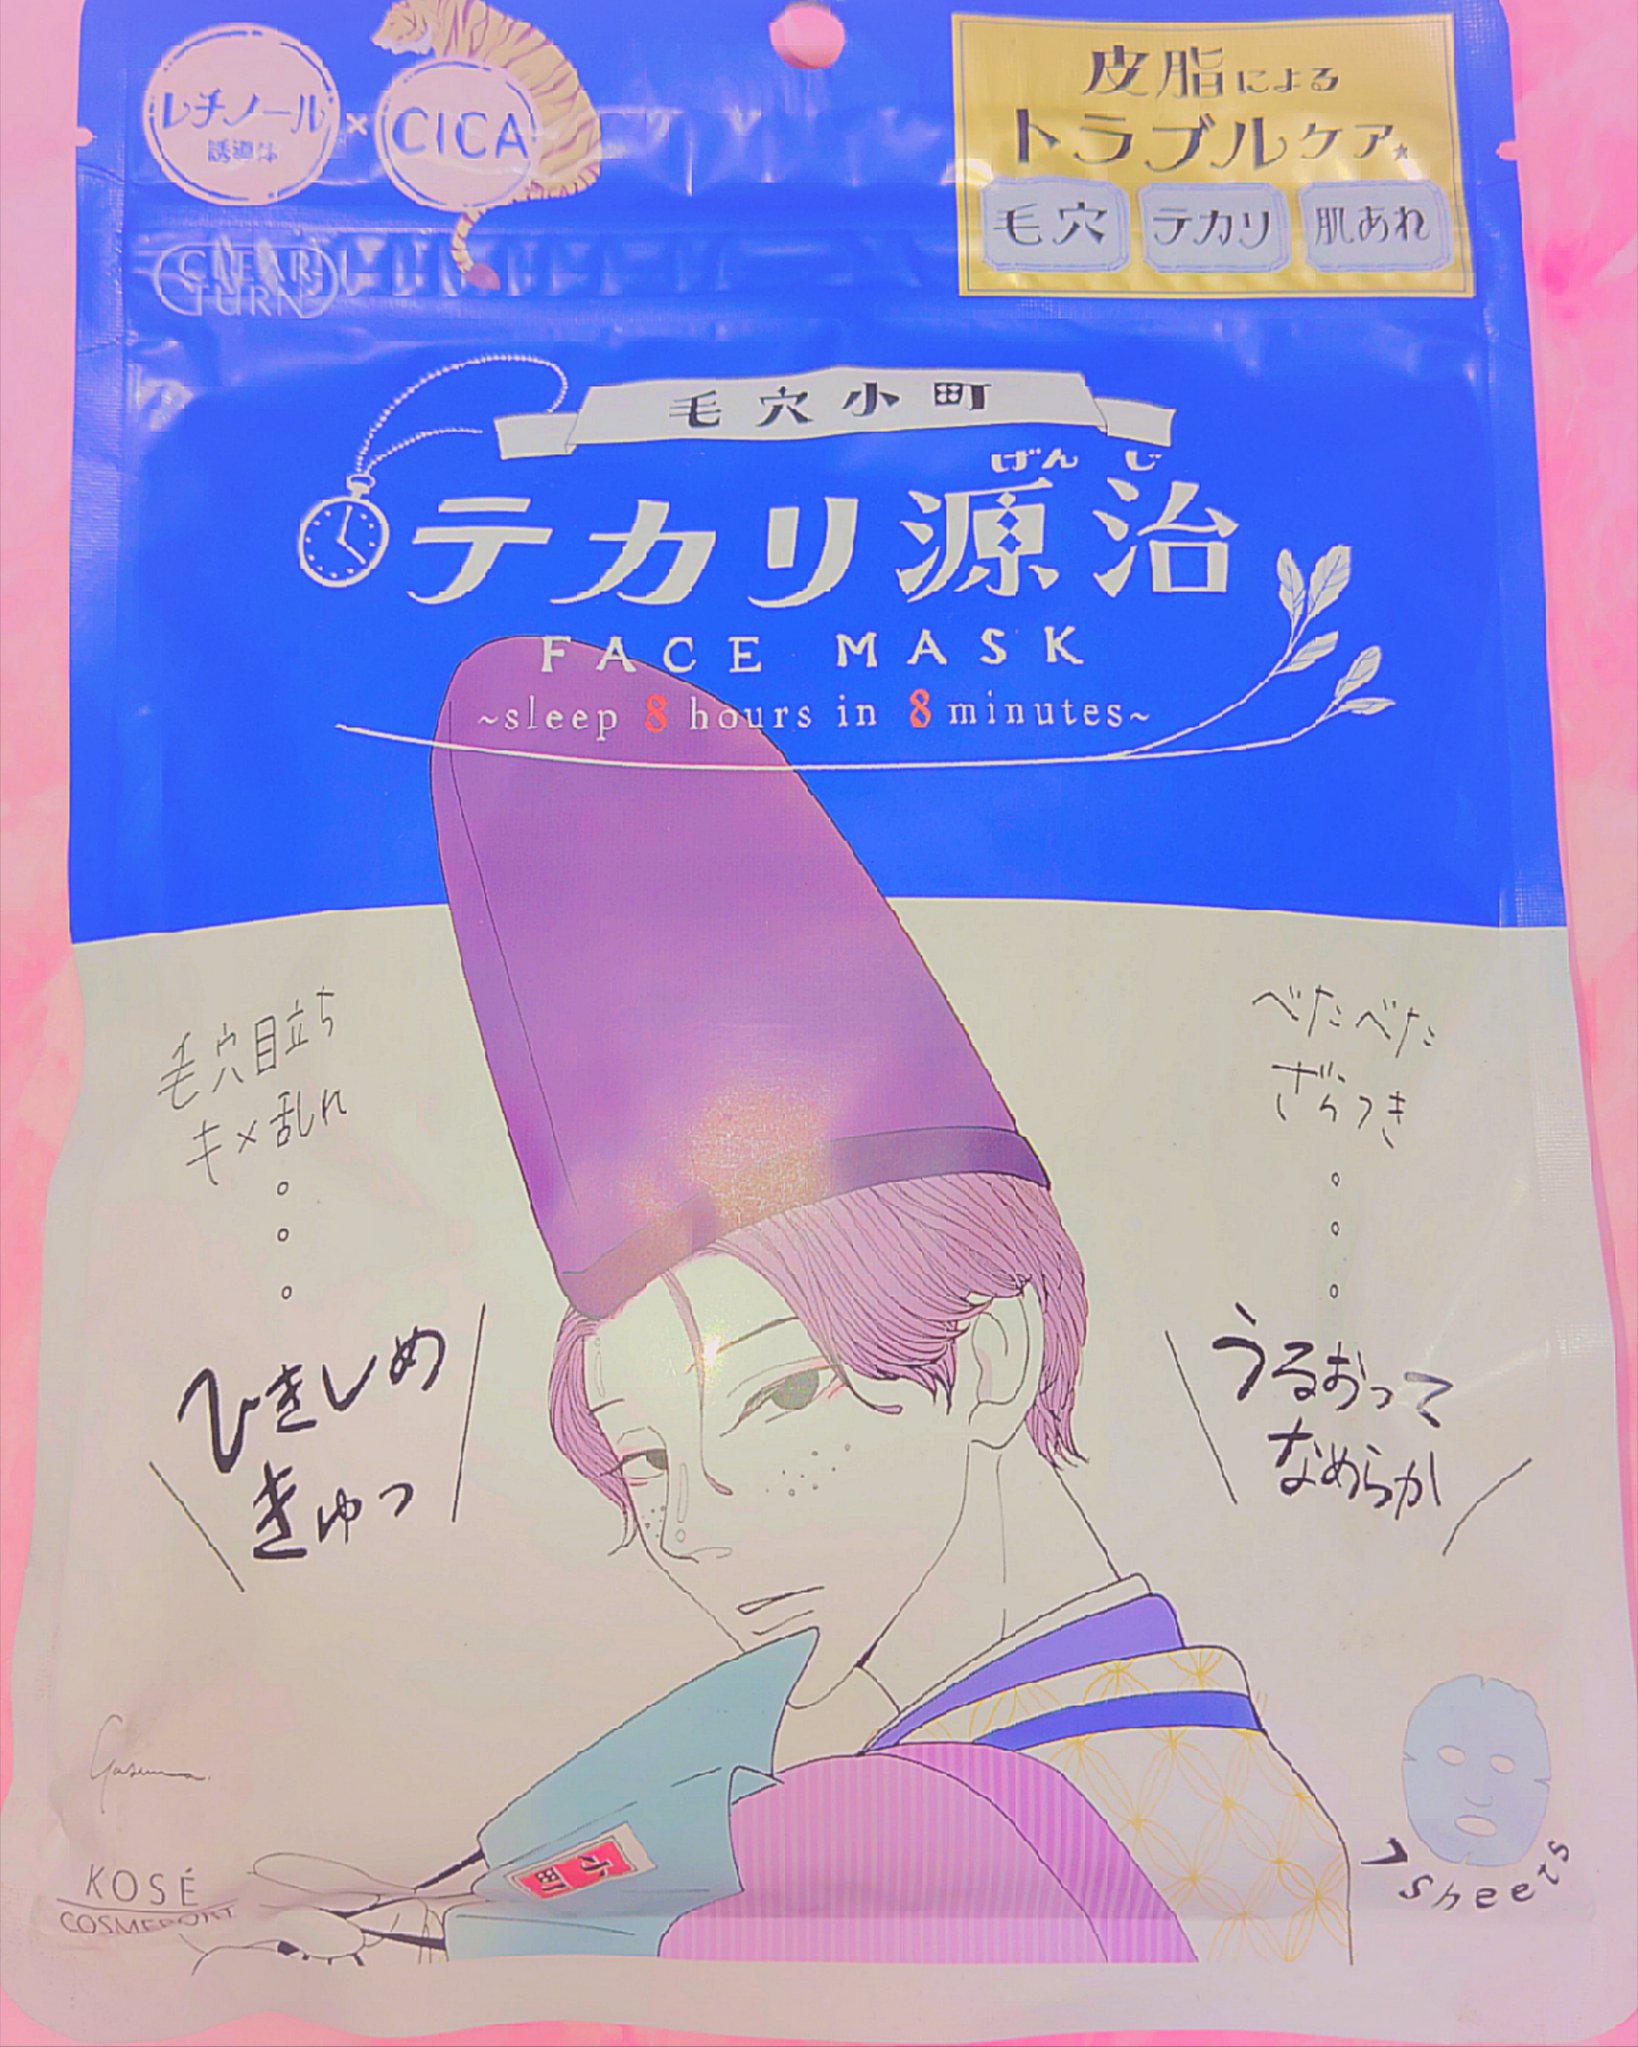 レチノール
誘導体
×
CICA
皮脂による
トラブルケア★
毛穴 テカリ 肌あれ
CLEAR
TURN
毛穴小町
げんじ
テカリ源治
FACE MASK
~sleep 8 hours in 8 minutes~
毛穴目立ち
キメ乱れ
。
。
。
ひきしめ
きゅっ
べたべた
ざらつき
。
。
。
うるおって
なめらか
小町
KOSÉ
COSMEPORT
7 sheets